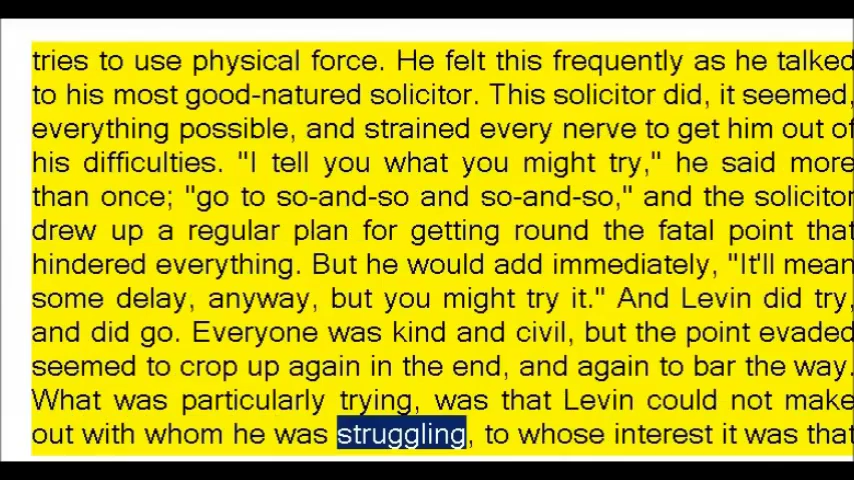 tries to use physical force. He felt this frequently as he talked
to his most good-natured solicitor. This solicitor did, it seemed,
everything possible, and strained every nerve to get him out of
his difficulties. "I tell you what you might try," he said more
than once; "go to so-and-so and so-and-so," and the solicitor
drew up a regular plan for getting round the fatal point that
hindered everything. But he would add immediately, "It'll mean
some delay, anyway, but you might try it." And Levin did try,
and did go. Everyone was kind and civil, but the point evaded
seemed to crop up again in the end, and again to bar the way.
What was particularly trying, was that Levin could not make
out with whom he was struggling, to whose interest it was that